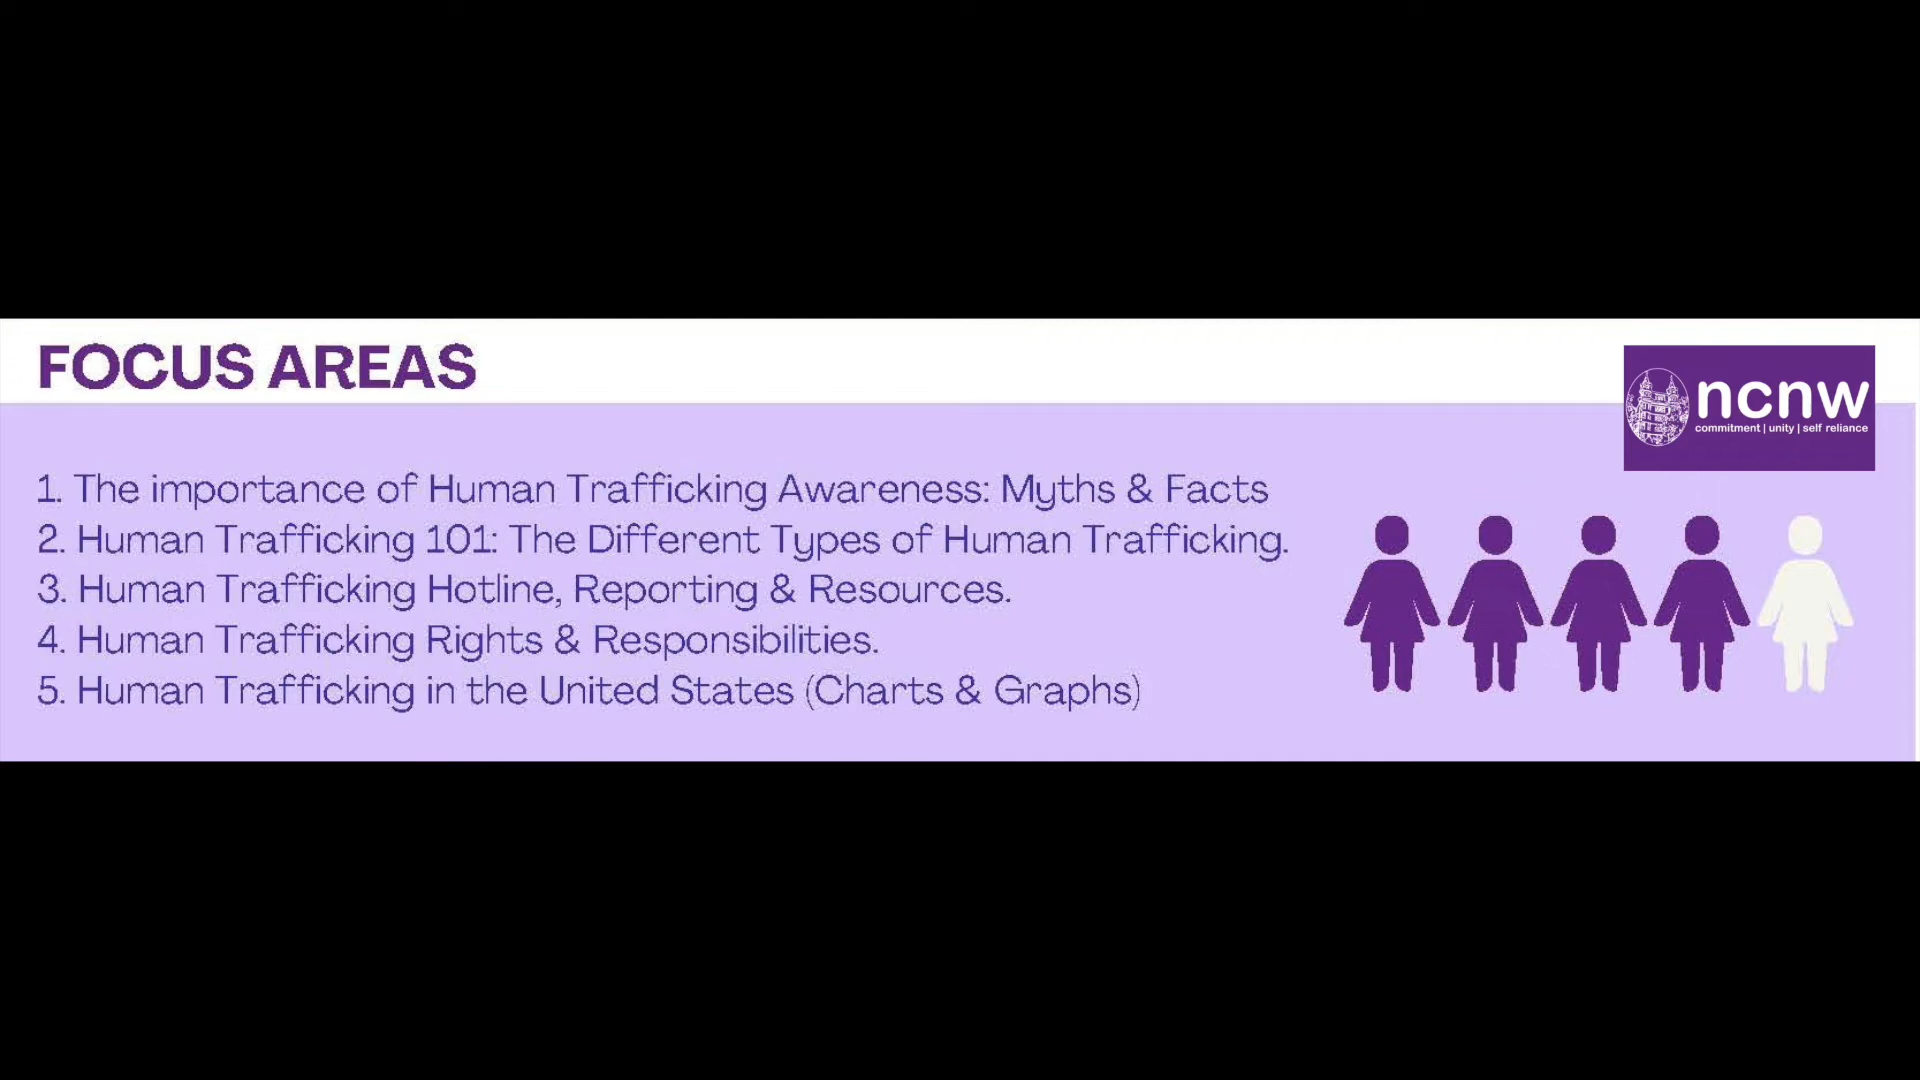 FOCUS AREAS
ncnw
commitment | unity | self reliance
1. The importance of Human Trafficking Awareness: Myths & Facts
2. Human Trafficking 101: The Different Types of Human Trafficking.
3. Human Trafficking Hotline, Reporting & Resources.
4. Human Trafficking Rights & Responsibilities.
5. Human Trafficking in the United States (Charts & Graphs)